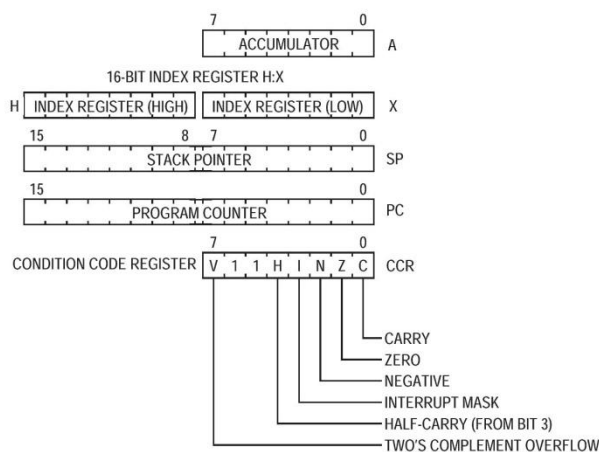 7 0
ACCUMULATOR A
16-BIT INDEX REGISTER H:X
H INDEX REGISTER (HIGH) INDEX REGISTER (LOW) X
15 8 7 0
STACK POINTER SP
15 0
PROGRAM COUNTER PC
7 0
CONDITION CODE REGISTER V 1 1 H I N Z C CCR
CARRY
ZERO
NEGATIVE
INTERRUPT MASK
HALF-CARRY (FROM BIT 3)
TWO'S COMPLEMENT OVERFLOW